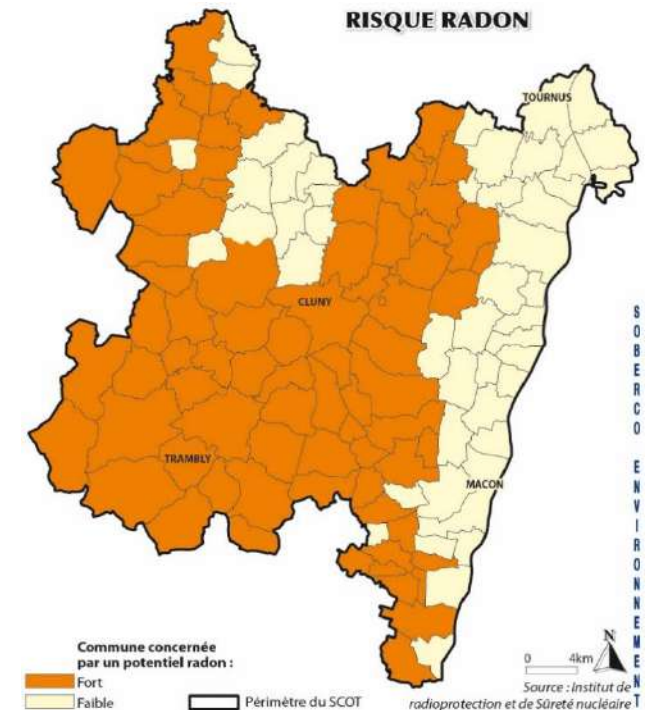 RISQUE RADON
TOURNUS
CLUNY
TRAMBLY
MACON
SOBERCO ENVIRONNEMENT
Commune concernée
par un potentiel radon :
Fort
Faible
Périmètre du SCOT
N
0 4km
Source : Institut de
radioprotection et de Sûreté nucléaire